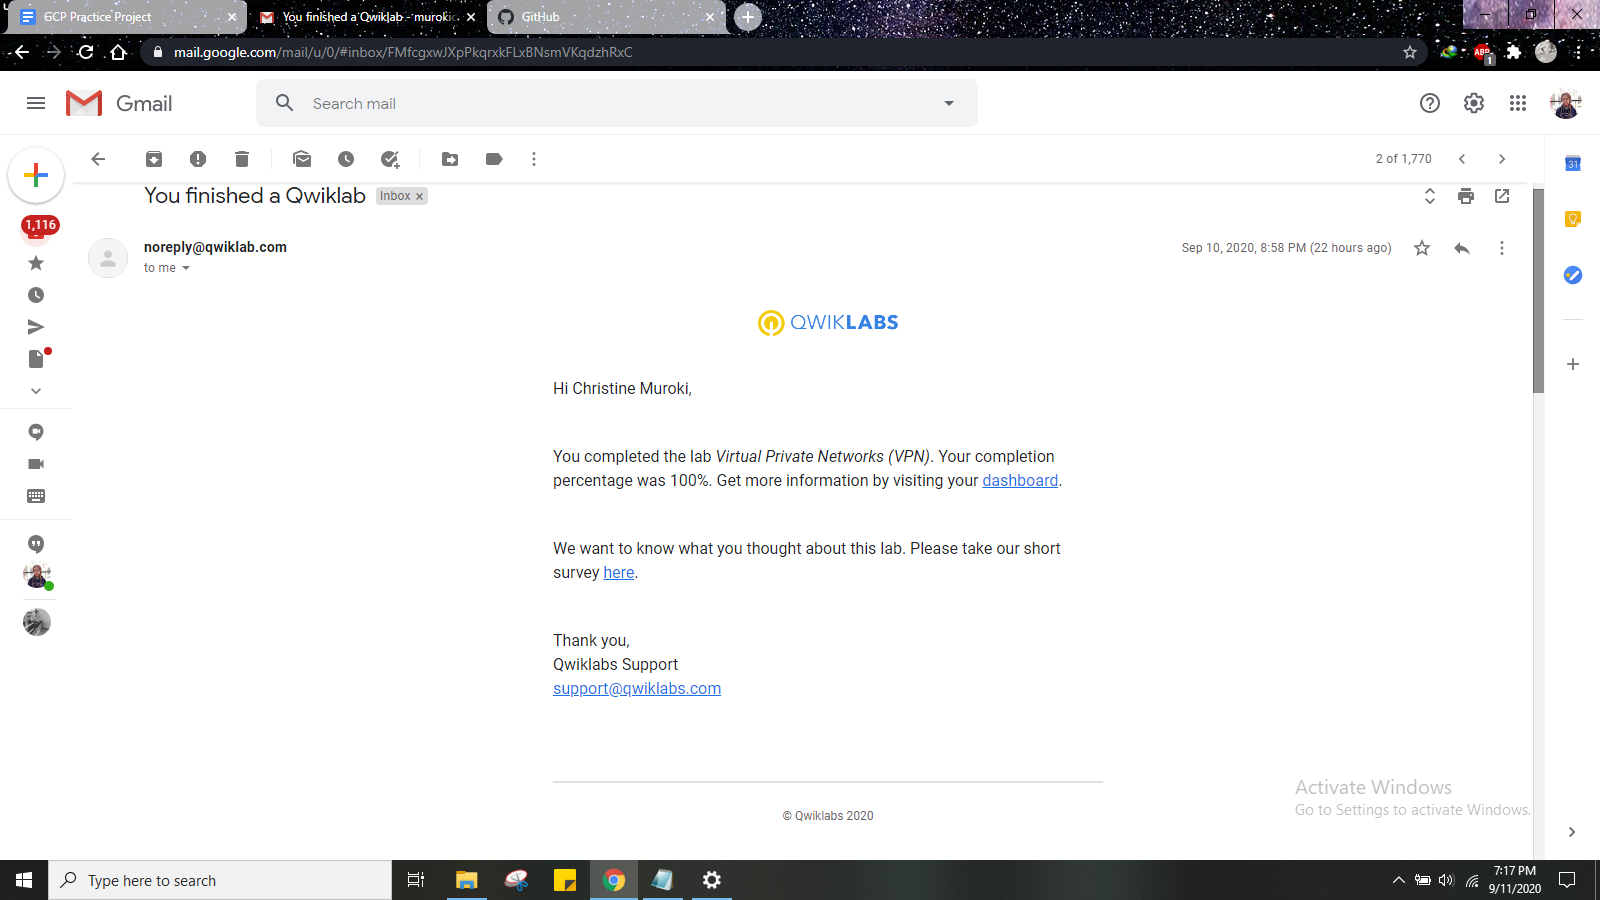 GCP Practice Project
You finished a Qwiklab - murokic
GitHub
mail.google.com/mail/u/0/#inbox/FMfcgxwJXpPkqrxkFLxBNsmVKqdzhRxC
ABP
1
Gmail
Search mail
2 of 1,770
31
You finished a Qwiklab
Inbox ×
1,116
noreply@qwiklab.com
Sep 10, 2020, 8:58 PM (22 hours ago)
to me
QWIKLABS
Hi Christine Muroki,
You completed the lab Virtual Private Networks (VPN). Your completion
percentage was 100%. Get more information by visiting your dashboard.
We want to know what you thought about this lab. Please take our short
survey here.
Thank you,
Qwiklabs Support
support@qwiklabs.com
Activate Windows
Go to Settings to activate Windows.
© Qwiklabs 2020
Type here to search
7:17 PM
9/11/2020